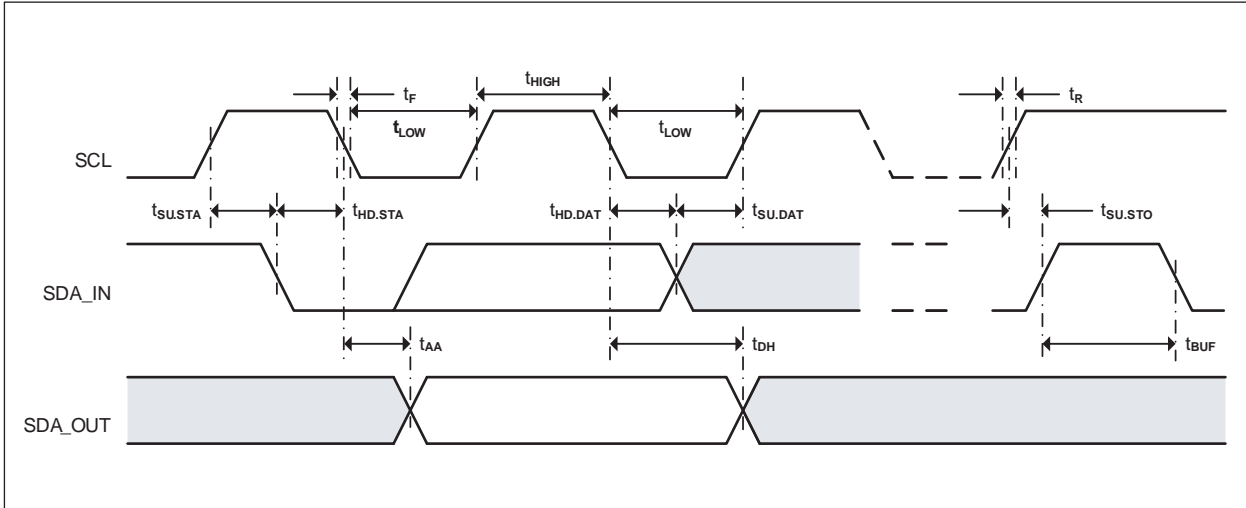 tHIGH
tF
tR
tLOW
tLOW
SCL
tSU.STA
tHD.STA
tHD.DAT
tSU.DAT
tSU.STO
SDA_IN
tAA
tDH
tBUF
SDA_OUT